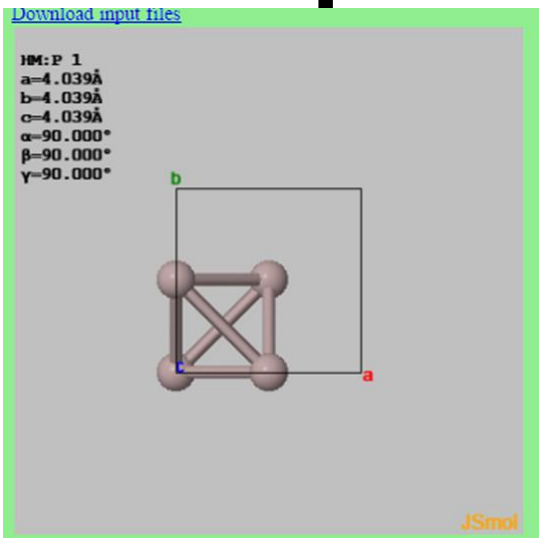 Download input files
HM:P 1
a=4.039Å
b=4.039Å
c=4.039Å
α=90.000°
β=90.000°
γ=90.000°
b
c
a
JSmol